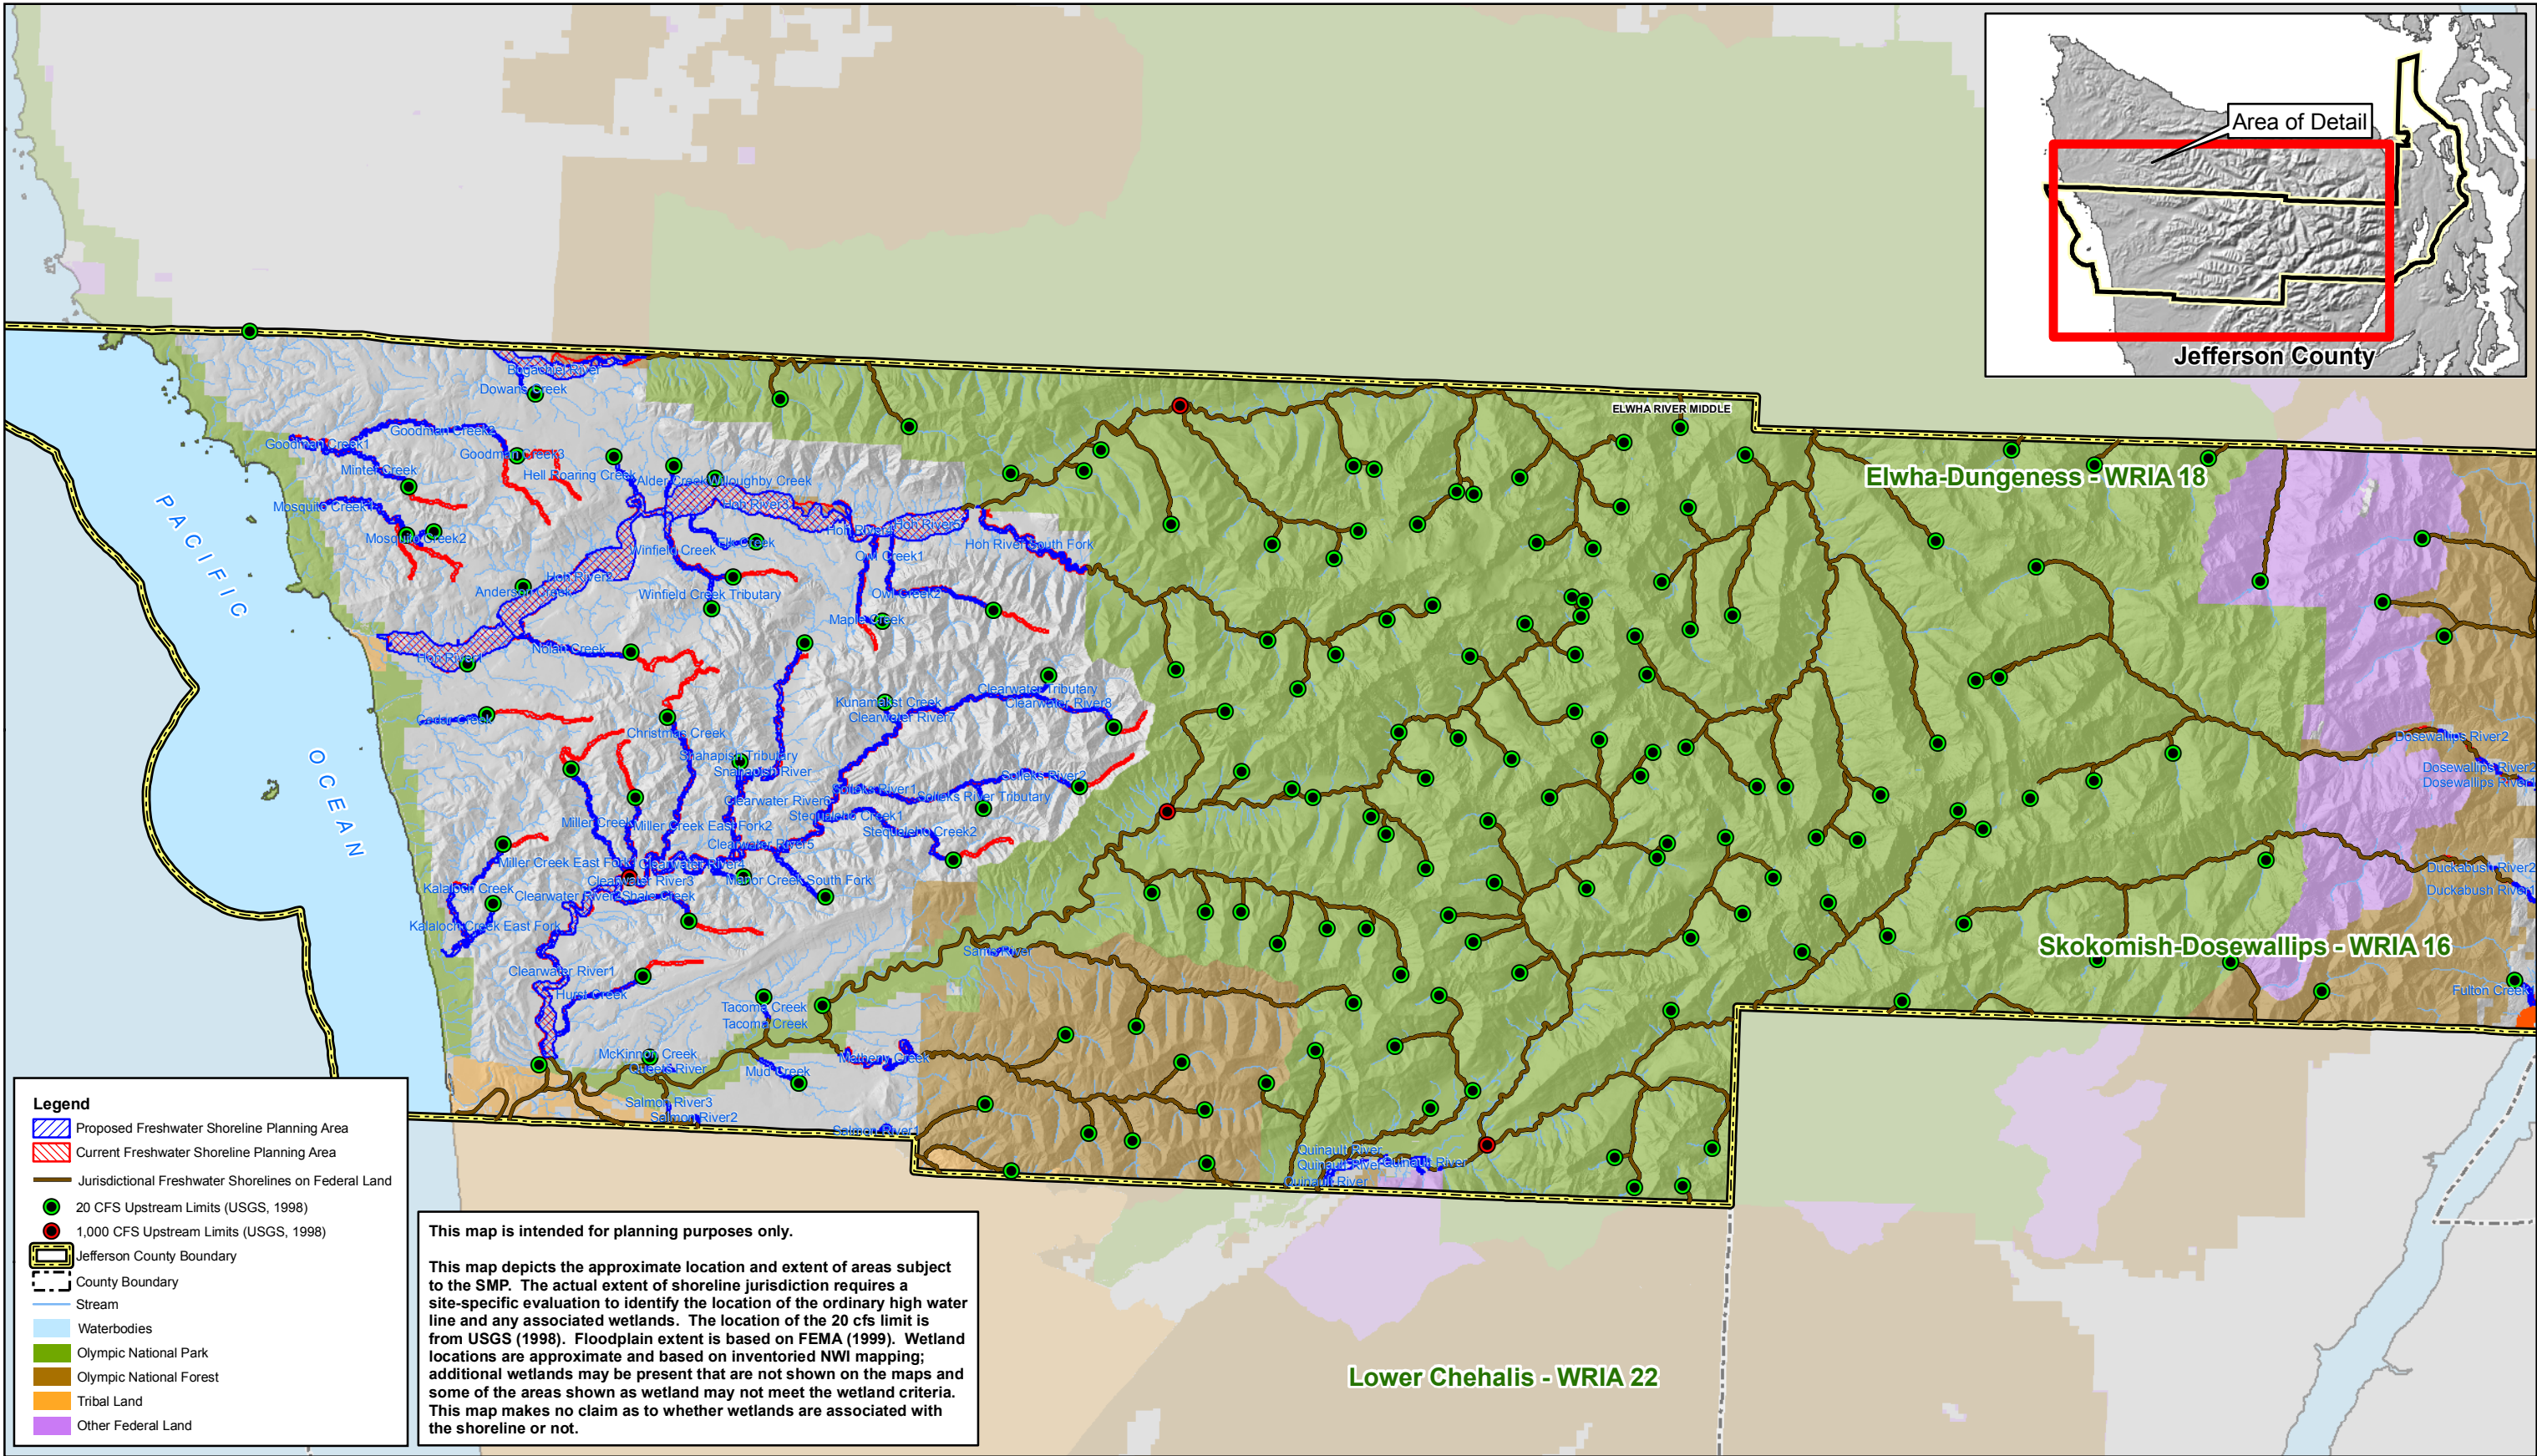 Area of Detail
Jefferson County
Bogachiel River
Dowans Creek
ELWHA RIVER MIDDLE
Goodman Creek2
Goodman Creek1
Goodman Creek3
Minter Creek
Hell Roaring Creek
Alder Creek
Willoughby Creek
Elwha-Dungeness - WRIA 18
Mosquito Creek1
Hoh River3
Hoh River4
Hoh River5
Mosquito Creek2
Winfield Creek
Elk Creek
Owl Creek1
Hoh River South Fork
PACIFIC
Hoh River2
Anderson Creek
Winfield Creek Tributary
Owl Creek2
Maple Creek
Nolan Creek
Hoh River1
Clearwater Tributary
Kunamakst Creek
Clearwater River8
Cedar Creek
Clearwater River7
Christmas Creek
OCEAN
Shahapish Tributary
Snahapish River
Dosewallips River2
Dosewallips River2
Dosewallips River1
Solleks River2
Solleks River1
Solleks River Tributary
Clearwater River6
Stequaleho Creek1
Miller Creek
Miller Creek East Fork2
Stequaleho Creek2
Clearwater River5
Miller Creek East Fork1
Clearwater River4
Duckabush River2
Clearwater River3
Manor Creek South Fork
Kalaloch Creek
Duckabush River1
Clearwater River2
Shale Creek
Kalaloch Creek East Fork
Sams River
Skokomish-Dosewallips - WRIA 16
Clearwater River1
Hurst Creek
Fulton Creek1
Tacoma Creek
Tacoma Creek
McKinnon Creek
Matheny Creek
Queets River
Mud Creek
Salmon River3
Salmon River2
Salmon River1
Quinault River
Quinault River
Quinault River
Quinault River
Legend
Proposed Freshwater Shoreline Planning Area
Current Freshwater Shoreline Planning Area
Jurisdictional Freshwater Shorelines on Federal Land
20 CFS Upstream Limits (USGS, 1998)
1,000 CFS Upstream Limits (USGS, 1998)
Jefferson County Boundary
County Boundary
Stream
Waterbodies
Olympic National Park
Olympic National Forest
Tribal Land
Other Federal Land
This map is intended for planning purposes only.
This map depicts the approximate location and extent of areas subject
to the SMP. The actual extent of shoreline jurisdiction requires a
site-specific evaluation to identify the location of the ordinary high water
line and any associated wetlands. The location of the 20 cfs limit is
from USGS (1998). Floodplain extent is based on FEMA (1999). Wetland
locations are approximate and based on inventoried NWI mapping;
additional wetlands may be present that are not shown on the maps and
some of the areas shown as wetland may not meet the wetland criteria.
This map makes no claim as to whether wetlands are associated with
the shoreline or not.
Lower Chehalis - WRIA 22